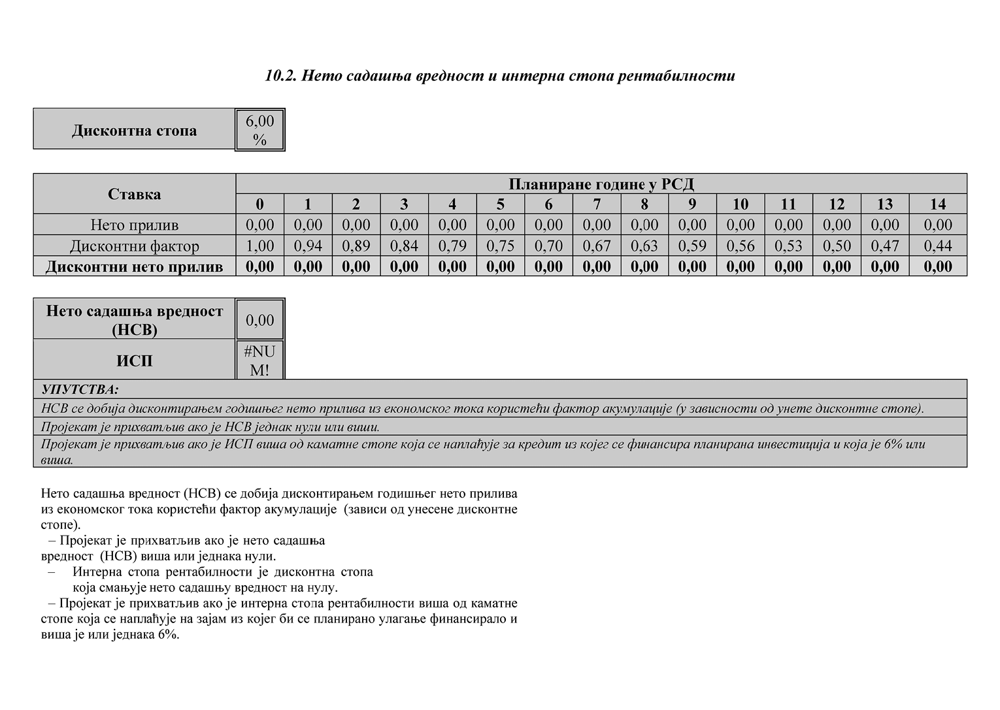 10.2. Нето садашња вредност и интерна стопа рентабилности
Дисконтна стопа 6,00
%
Ставка Планиране године у РСД
0 1 2 3 4 5 6 7 8 9 10 11 12 13 14
Нето прилив 0,00 0,00 0,00 0,00 0,00 0,00 0,00 0,00 0,00 0,00 0,00 0,00 0,00 0,00 0,00
Дисконтни фактор 1,00 0,94 0,89 0,84 0,79 0,75 0,70 0,67 0,63 0,59 0,56 0,53 0,50 0,47 0,44
Дисконтни нето прилив 0,00 0,00 0,00 0,00 0,00 0,00 0,00 0,00 0,00 0,00 0,00 0,00 0,00 0,00 0,00
Нето садашња вредност
(НСВ) 0,00
ИСП #NU
M!
УПУТСТВА:
НСВ се добија дисконтирањем годишњег нето прилива из економског тока користећи фактор акумулације (у зависности од унете дисконтне стопе).
Пројекат је прихватљив ако је НСВ једнак нули или виши.
Пројекат је прихватљив ако је ИСП виша од каматне стопе која се наплаћује за кредит из којег се финансира планирана инвестиција и која је 6% или
виша.
Нето садашња вредност (НСВ) се добија дисконтирањем годишњег нето прилива
из економског тока користећи фактор акумулације (зависи од унесене дисконтне
стопе).
– Пројекат је прихватљив ако је нето садашња
вредност (НСВ) виша или једнака нули.
– Интерна стопа рентабилности је дисконтна стопа
која смањује нето садашњу вредност на нулу.
– Пројекат је прихватљив ако је интерна стопа рентабилности виша од каматне
стопе која се наплаћује на зајам из којег би се планирано улагање финансирало и
виша је или једнака 6%.